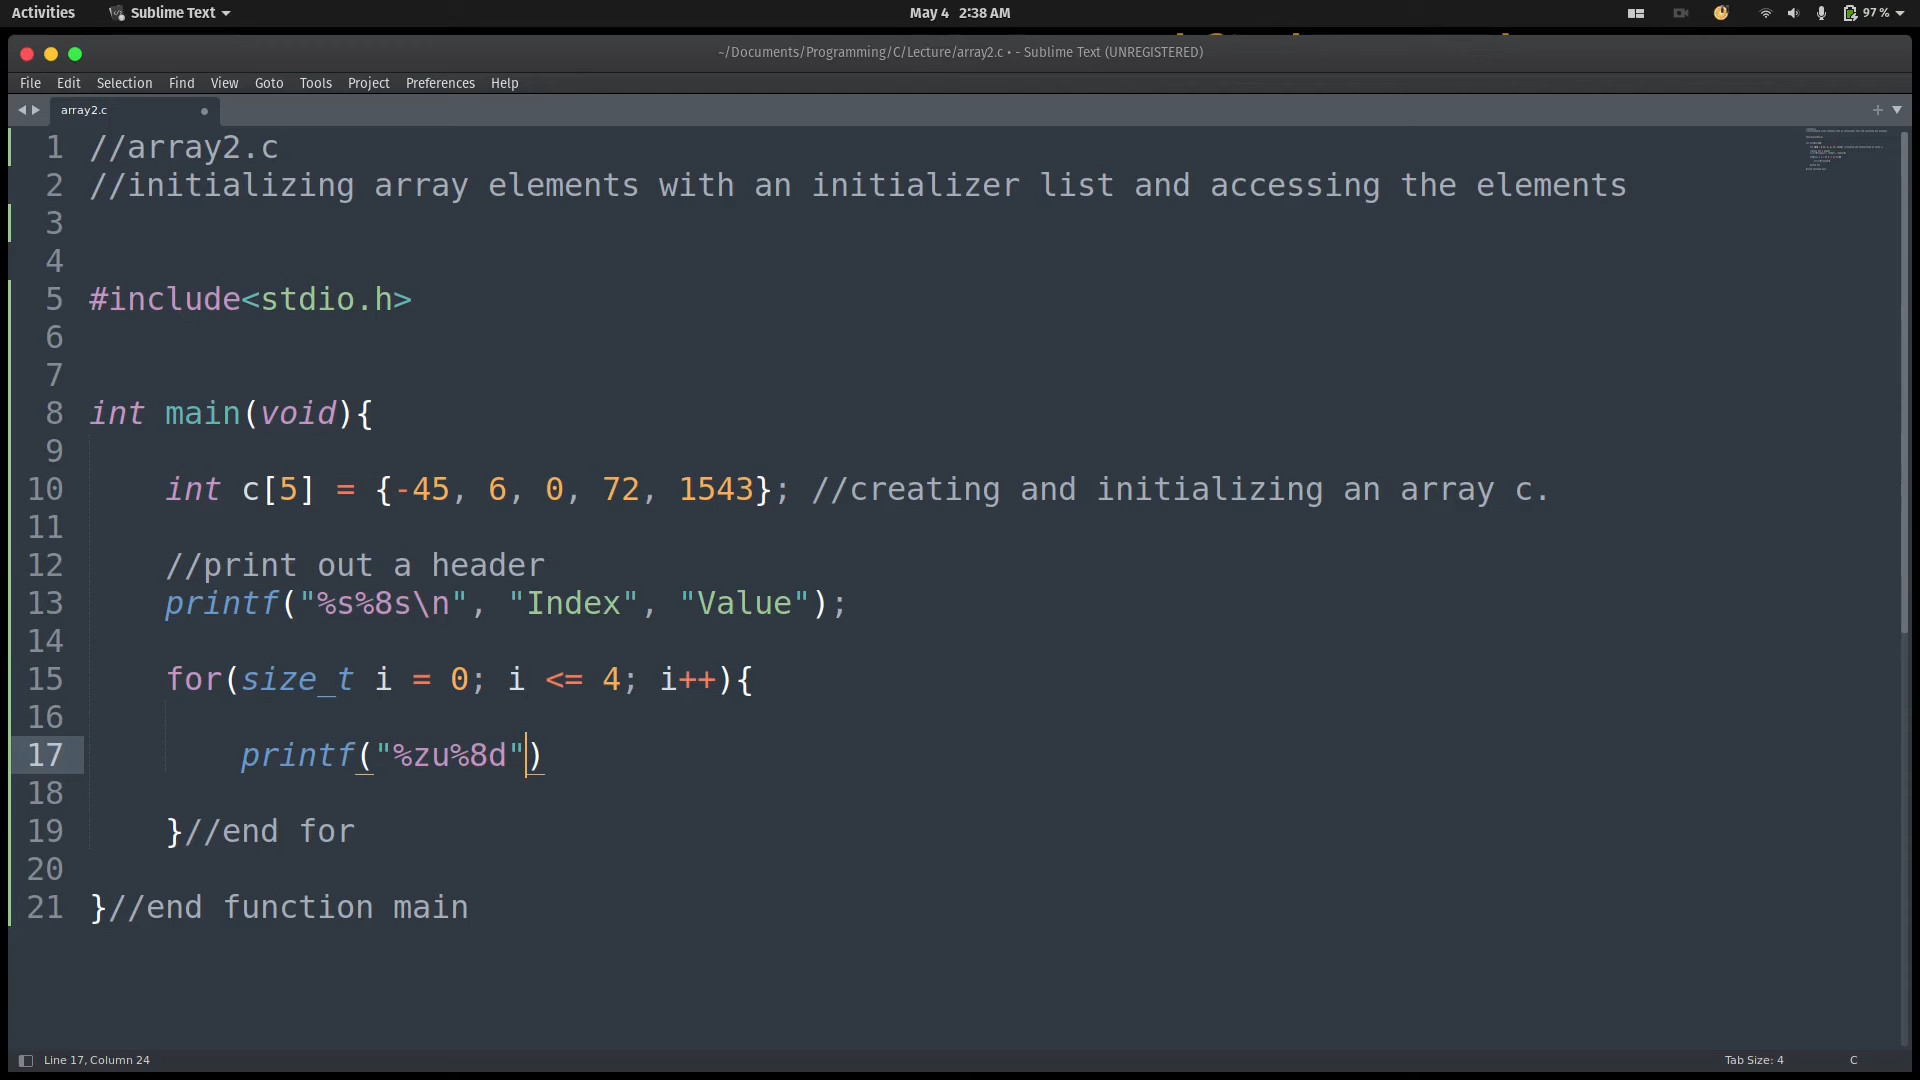 Activities Sublime Text May 4 2:38 AM 97 %
~/Documents/Programming/C/Lecture/array2.c • - Sublime Text (UNREGISTERED)
File Edit Selection Find View Goto Tools Project Preferences Help
array2.c
1 //array2.c
2 //initializing array elements with an initializer list and accessing the elements
3
4
5 #include<stdio.h>
6
7
8 int main(void){
9
10 int c[5] = {-45, 6, 0, 72, 1543}; //creating and initializing an array c.
11
12 //print out a header
13 printf("%s%8s\n", "Index", "Value");
14
15 for(size_t i = 0; i <= 4; i++){
16
17 printf("%zu%8d")
18
19 }//end for
20
21 }//end function main
Line 17, Column 24 Tab Size: 4 C